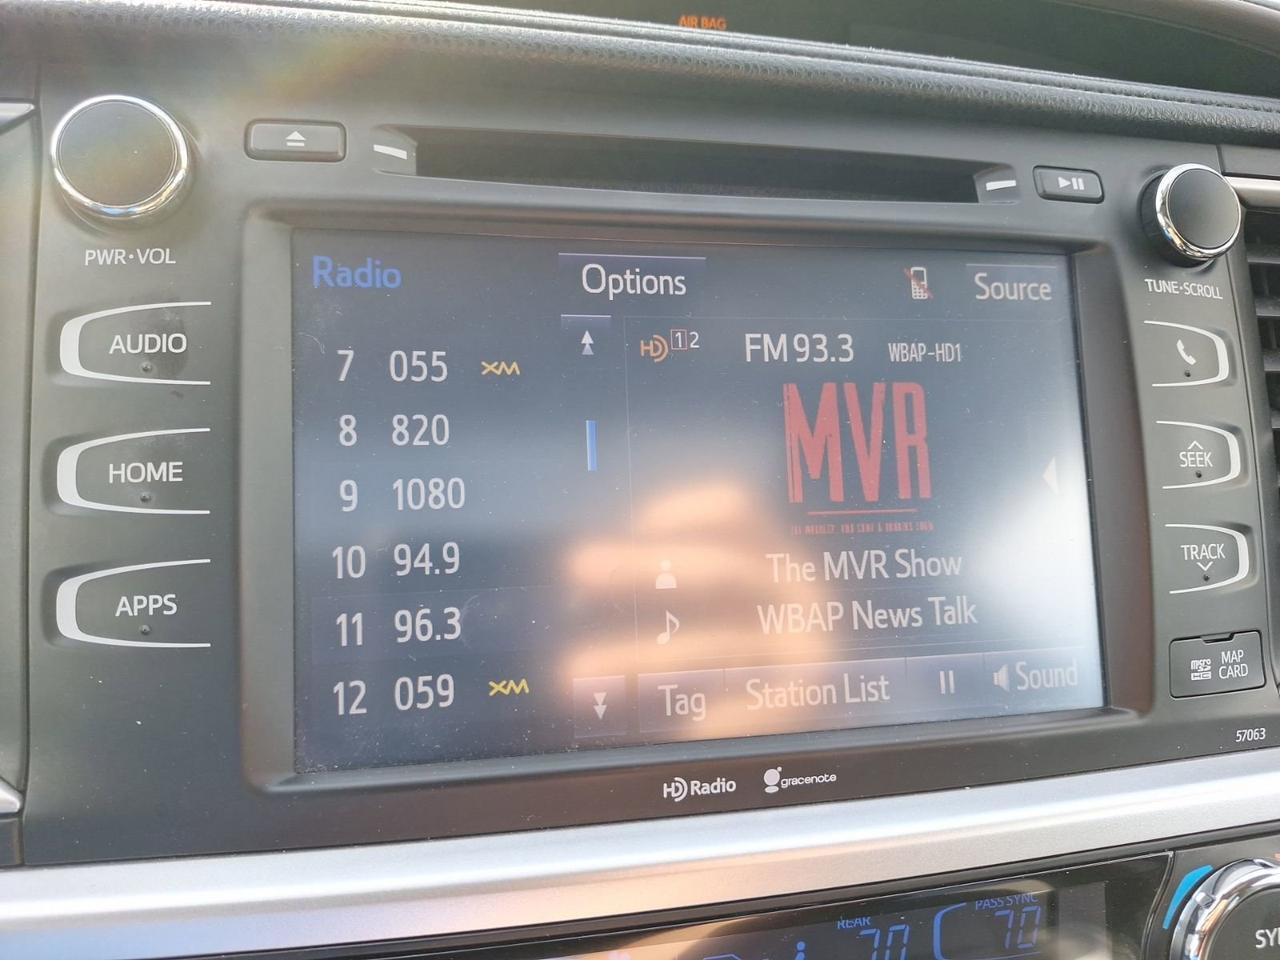 AIR BAG
PWR•VOL
AUDIO
HOME
APPS
Radio
Options
Source
7 055 XM
8 820
9 1080
10 94.9
11 96.3
12 059 XM
HD 1 2 FM 93.3 WBAP-HD1
MVR
The MVR Show
WBAP News Talk
Tag
Station List
Sound
TUNE•SCROLL
SEEK
TRACK
micro SD HC
MAP CARD
57063
HD Radio
gracenote
REAR
70
PASS SYNC
70